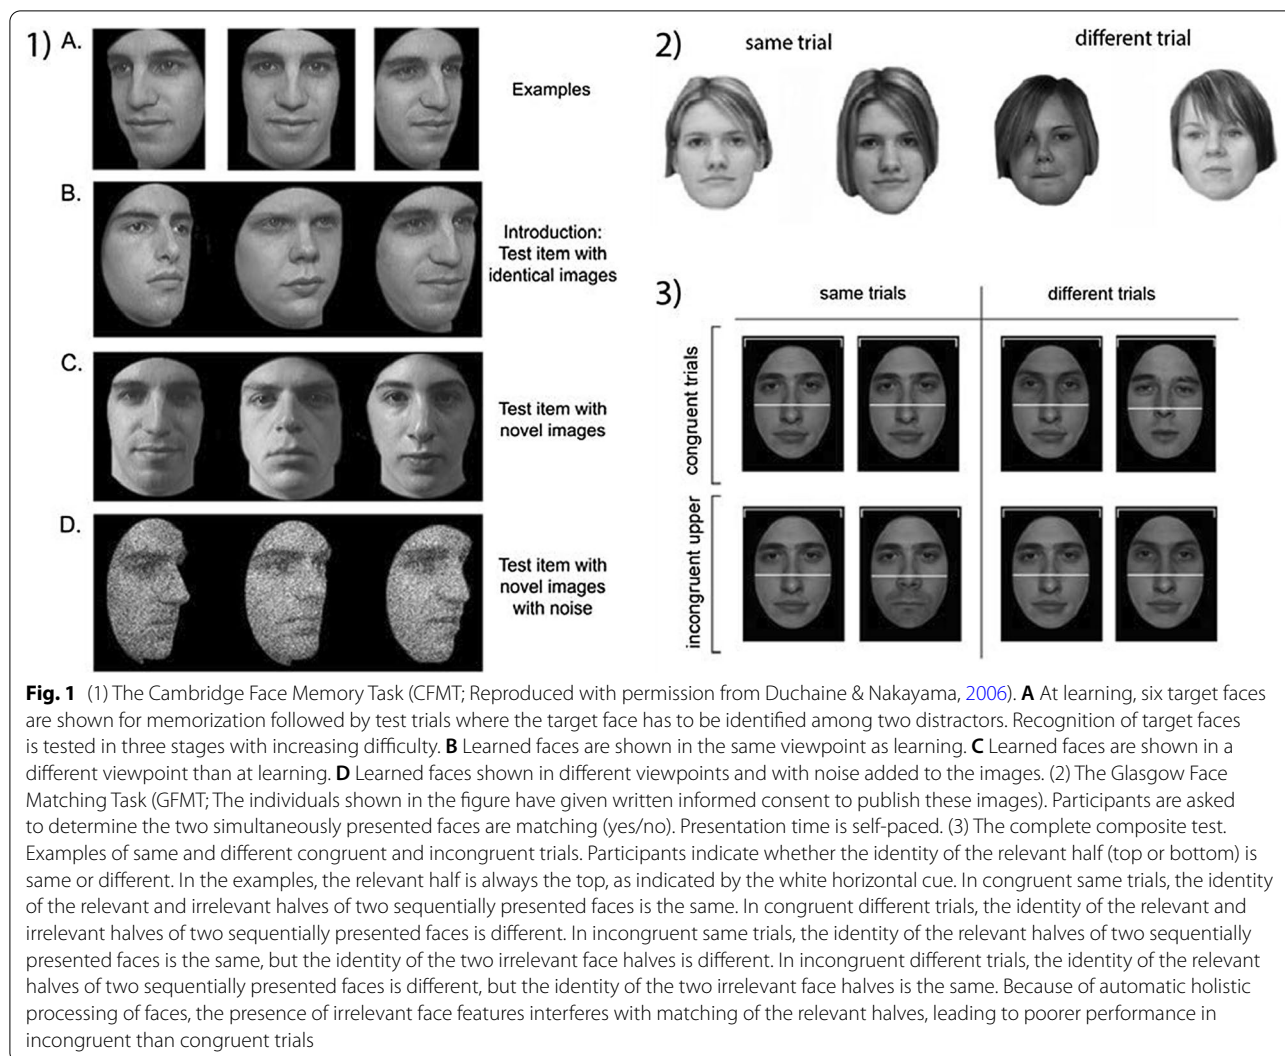 1) A.
Examples
B.
Introduction:
Test item with
identical images
C.
Test item with
novel images
D.
Test item with
novel images
with noise
2) same trial different trial
3) same trials different trials
congruent trials
incongruent upper
Fig. 1 (1) The Cambridge Face Memory Task (CFMT; Reproduced with permission from Duchaine & Nakayama, 2006). A At learning, six target faces
are shown for memorization followed by test trials where the target face has to be identified among two distractors. Recognition of target faces
is tested in three stages with increasing difficulty. B Learned faces are shown in the same viewpoint as learning. C Learned faces are shown in a
different viewpoint than at learning. D Learned faces shown in different viewpoints and with noise added to the images. (2) The Glasgow Face
Matching Task (GFMT; The individuals shown in the figure have given written informed consent to publish these images). Participants are asked
to determine the two simultaneously presented faces are matching (yes/no). Presentation time is self-paced. (3) The complete composite test.
Examples of same and different congruent and incongruent trials. Participants indicate whether the identity of the relevant half (top or bottom) is
same or different. In the examples, the relevant half is always the top, as indicated by the white horizontal cue. In congruent same trials, the identity
of the relevant and irrelevant halves of two sequentially presented faces is the same. In congruent different trials, the identity of the relevant and
irrelevant halves of two sequentially presented faces is different. In incongruent same trials, the identity of the relevant halves of two sequentially
presented faces is the same, but the identity of the two irrelevant face halves is different. In incongruent different trials, the identity of the relevant
halves of two sequentially presented faces is different, but the identity of the two irrelevant face halves is the same. Because of automatic holistic
processing of faces, the presence of irrelevant face features interferes with matching of the relevant halves, leading to poorer performance in
incongruent than congruent trials